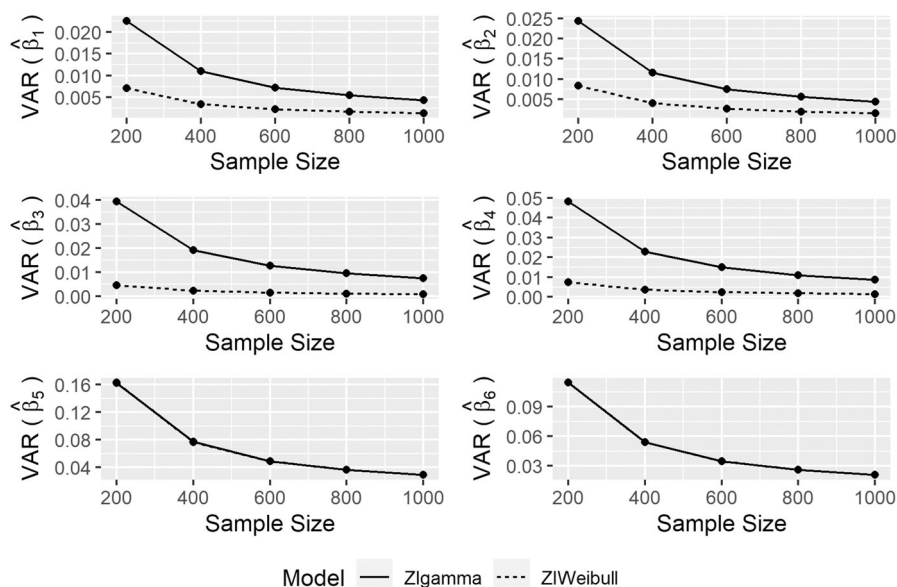 VAR ( β̂1 )
0.020
0.015
0.010
0.005
200 400 600 800 1000
Sample Size
VAR ( β̂2 )
0.025
0.020
0.015
0.010
0.005
200 400 600 800 1000
Sample Size
VAR ( β̂3 )
0.04
0.03
0.02
0.01
0.00
200 400 600 800 1000
Sample Size
VAR ( β̂4 )
0.05
0.04
0.03
0.02
0.01
0.00
200 400 600 800 1000
Sample Size
VAR ( β̂5 )
0.16
0.12
0.08
0.04
200 400 600 800 1000
Sample Size
VAR ( β̂6 )
0.09
0.06
0.03
200 400 600 800 1000
Sample Size
Model ZIgamma ZIWeibull